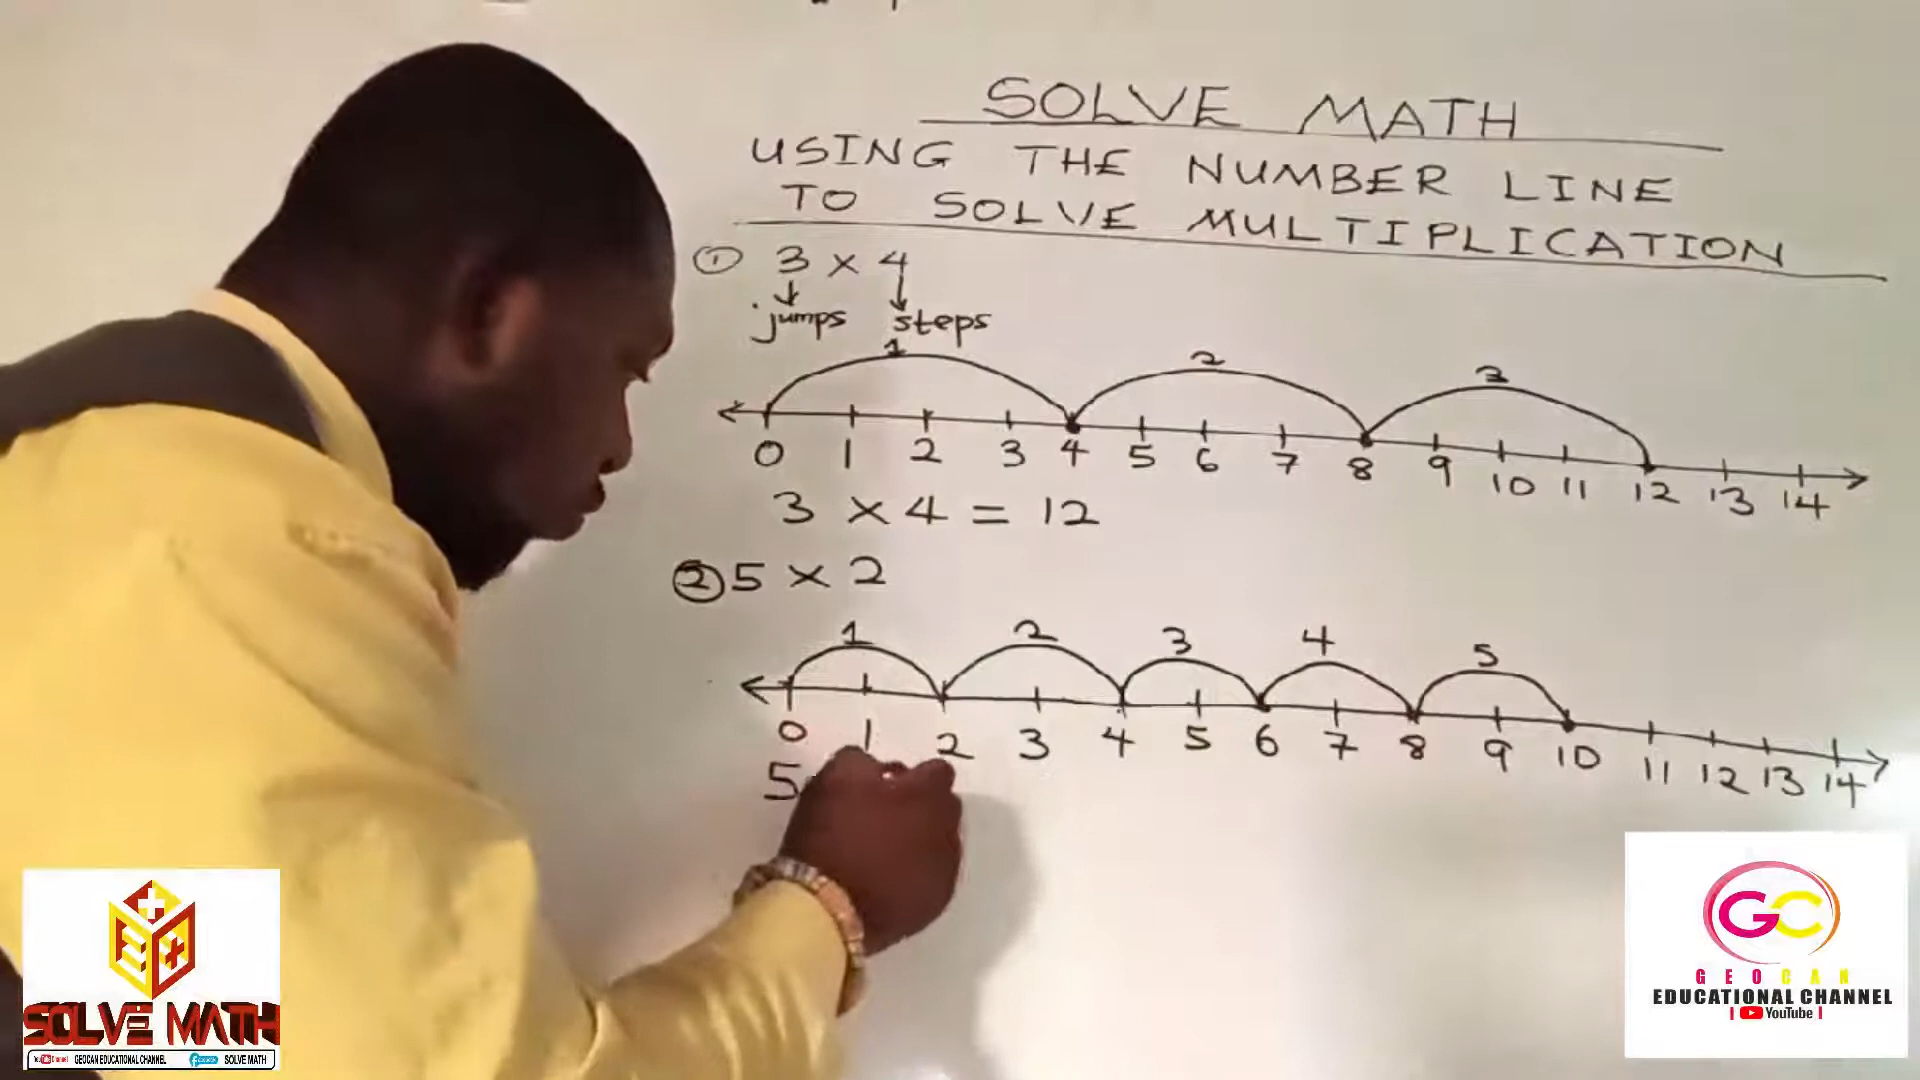 SOLVE MATH
USING THE NUMBER LINE
TO SOLVE MULTIPLICATION
① 3 × 4
jumps steps
1 2 3
0 1 2 3 4 5 6 7 8 9 10 11 12 13 14
3 × 4 = 12
② 5 × 2
1 2 3 4 5
0 1 2 3 4 5 6 7 8 9 10 11 12 13 14
5
SOLVE MATH
YouTube Channel GEOCAN EDUCATIONAL CHANNEL facebook SOLVE MATH
GC
GEOCAN
EDUCATIONAL CHANNEL
| YouTube |